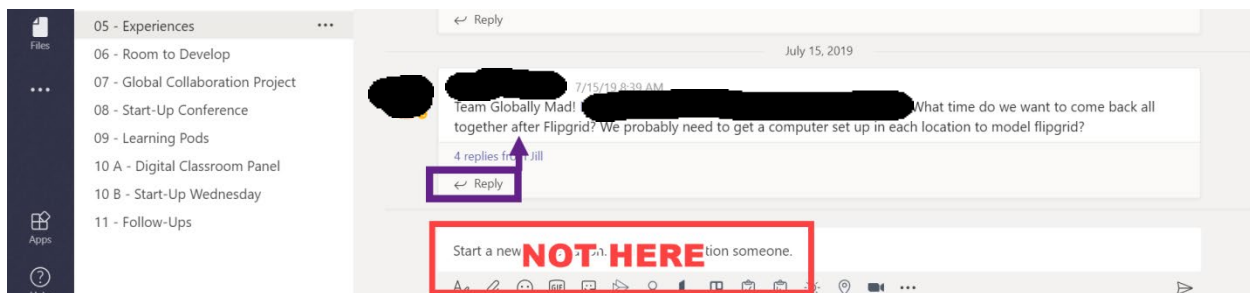 Files
05 - Experiences
06 - Room to Develop
07 - Global Collaboration Project
08 - Start-Up Conference
09 - Learning Pods
10 A - Digital Classroom Panel
10 B - Start-Up Wednesday
11 - Follow-Ups
Apps
Reply
July 15, 2019
7/15/19 8:39 AM
Team Globally Mad! What time do we want to come back all
together after Flipgrid? We probably need to get a computer set up in each location to model flipgrid?
4 replies from Jill
Reply
Start a new tion someone.
NOT HERE
GIF